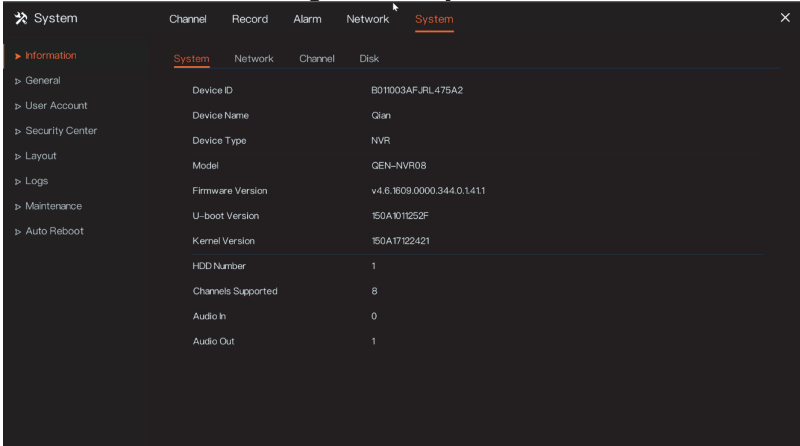 System Channel Record Alarm Network System
Information
General
User Account
Security Center
Layout
Logs
Maintenance
Auto Reboot
System Network Channel Disk
Device ID B011003AFJRL475A2
Device Name Qian
Device Type NVR
Model QEN-NVR08
Firmware Version v4.6.1609.0000.344.0.1.41.1
U-boot Version 150A1011252F
Kernel Version 150A17122421
HDD Number 1
Channels Supported 8
Audio In 0
Audio Out 1